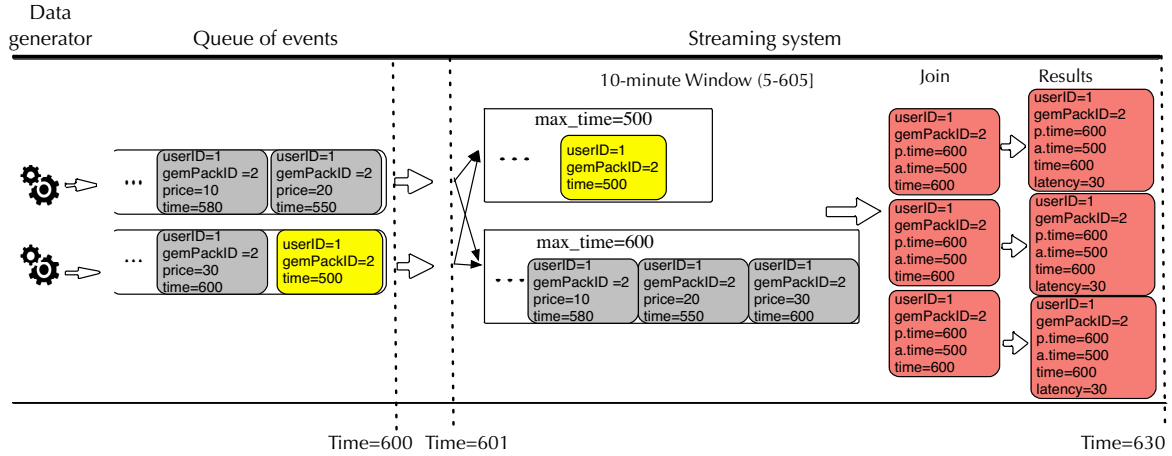 Data
generator
Queue of events
Streaming system
10-minute Window (5-605]
Join
Results
...
userID=1
gemPackID =2
price=10
time=580
userID=1
gemPackID =2
price=20
time=550
...
userID=1
gemPackID =2
price=30
time=600
userID=1
gemPackID=2
time=500
max_time=500
...
userID=1
gemPackID=2
time=500
max_time=600
...
userID=1
gemPackID =2
price=10
time=580
userID=1
gemPackID=2
price=20
time=550
userID=1
gemPackID=2
price=30
time=600
userID=1
gemPackID=2
p.time=600
a.time=500
time=600
userID=1
gemPackID=2
p.time=600
a.time=500
time=600
latency=30
userID=1
gemPackID=2
p.time=600
a.time=500
time=600
userID=1
gemPackID=2
p.time=600
a.time=500
time=600
latency=30
userID=1
gemPackID=2
p.time=600
a.time=500
time=600
userID=1
gemPackID=2
p.time=600
a.time=500
time=600
latency=30
Time=600
Time=601
Time=630